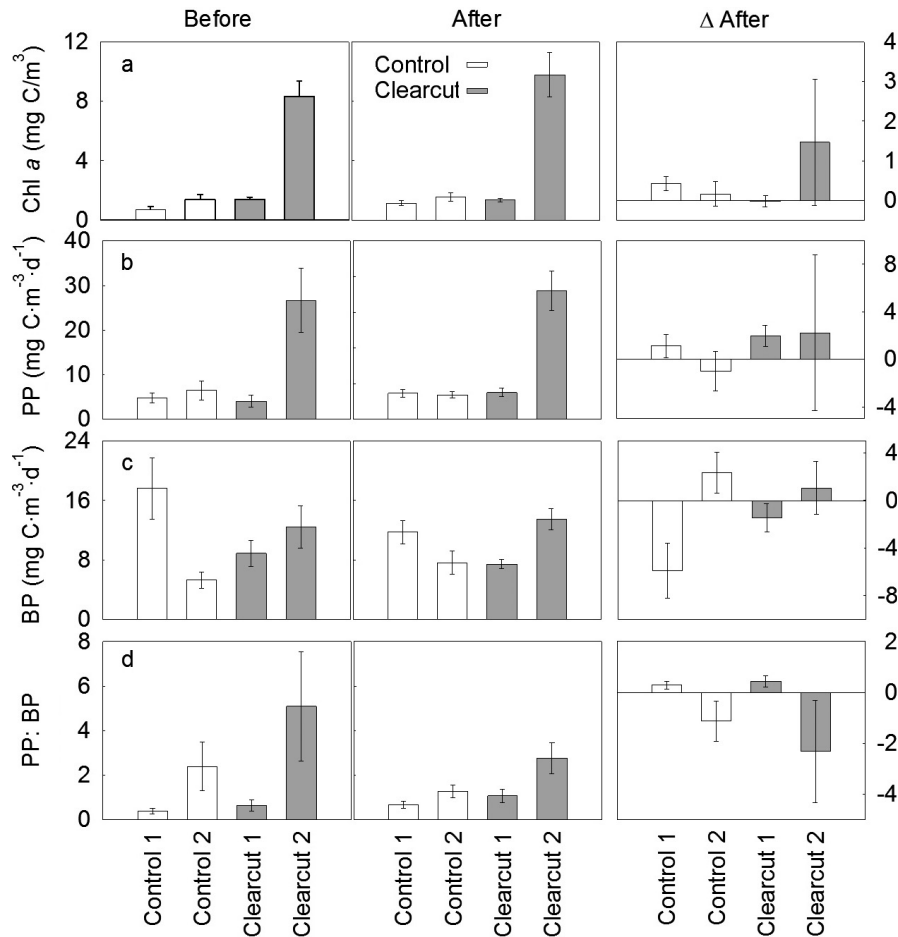 Before After Δ After
a
Control
Clearcut
Chl a (mg C/m³)
12
8
4
0
4
3
2
1
0
b
PP (mg C·m⁻³·d⁻¹)
40
30
20
10
0
8
4
0
-4
c
BP (mg C·m⁻³·d⁻¹)
24
16
8
0
4
0
-4
-8
d
PP: BP
8
6
4
2
0
2
0
-2
-4
Control 1
Control 2
Clearcut 1
Clearcut 2
Control 1
Control 2
Clearcut 1
Clearcut 2
Control 1
Control 2
Clearcut 1
Clearcut 2